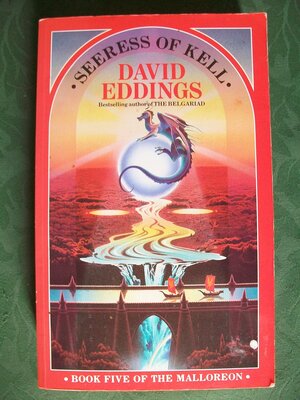 • SEERESS OF KELL •
DAVID
EDDINGS
Bestselling author of THE BELGARIAD
• BOOK FIVE OF THE MALLOREON •